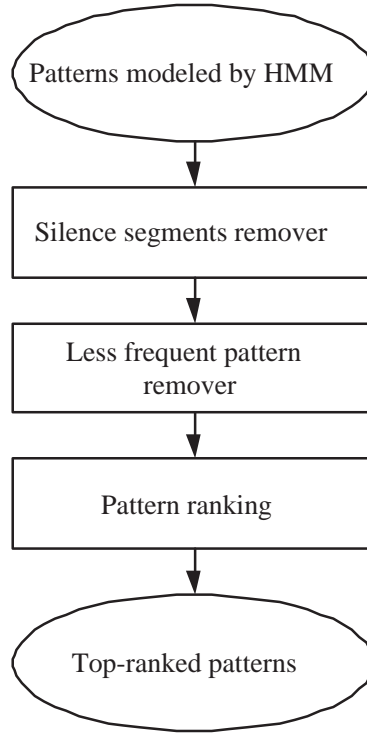 Patterns modeled by HMM
Silence segments remover
Less frequent pattern
remover
Pattern ranking
Top-ranked patterns